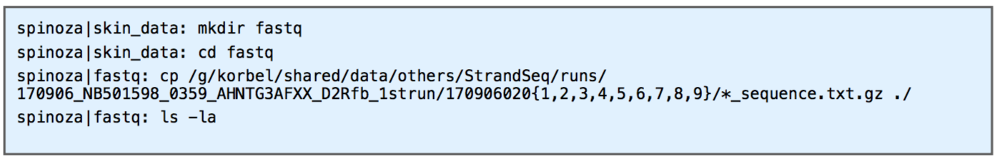 spinoza|skin_data: mkdir fastq
spinoza|skin_data: cd fastq
spinoza|fastq: cp /g/korbel/shared/data/others/StrandSeq/runs/
170906_NB501598_0359_AHNTG3AFXX_D2Rfb_1strun/170906020{1,2,3,4,5,6,7,8,9}/*_sequence.txt.gz ./
spinoza|fastq: ls –la